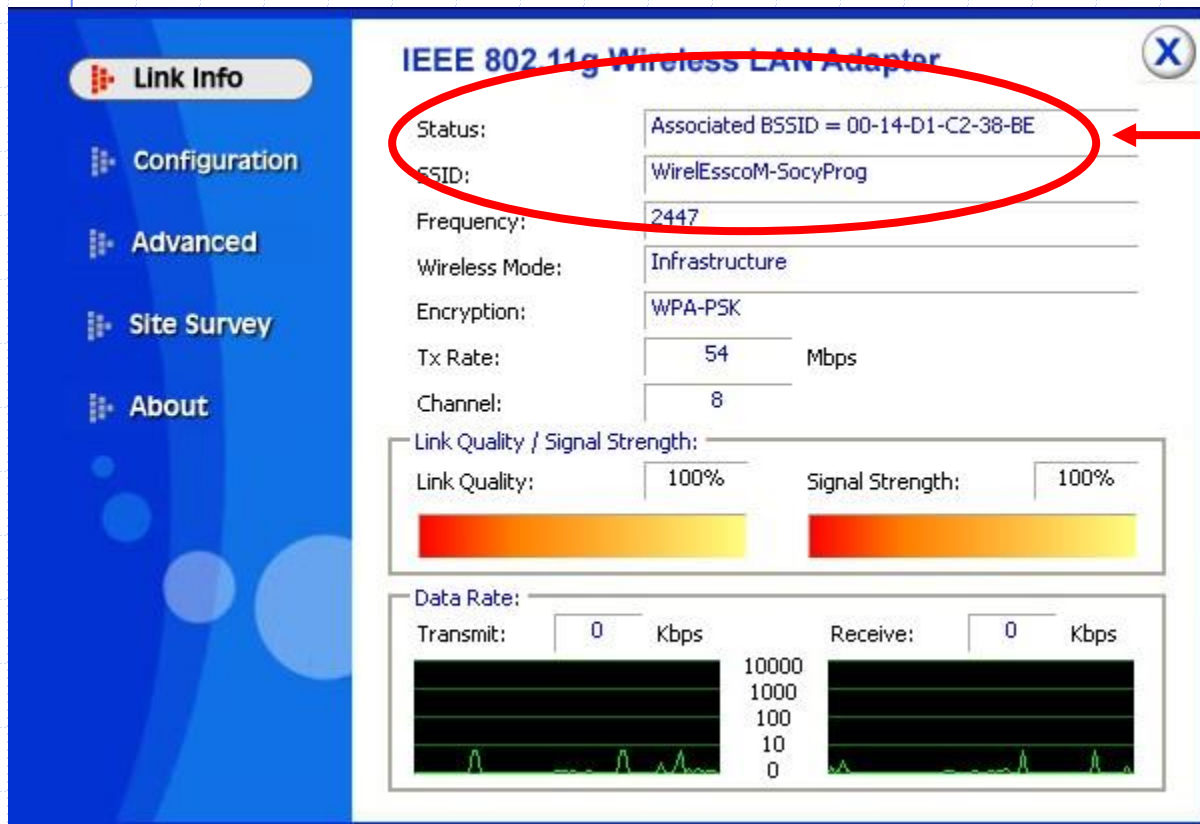 IEEE 802.11g Wireless LAN Adapter
X
Link Info
Configuration
Advanced
Site Survey
About
Status: Associated BSSID = 00-14-D1-C2-38-BE
SSID: WirelEsscoM-SocyProg
Frequency: 2447
Wireless Mode: Infrastructure
Encryption: WPA-PSK
Tx Rate: 54 Mbps
Channel: 8
Link Quality / Signal Strength:
Link Quality: 100% Signal Strength: 100%
Data Rate:
Transmit: 0 Kbps Receive: 0 Kbps
10000
1000
100
10
0